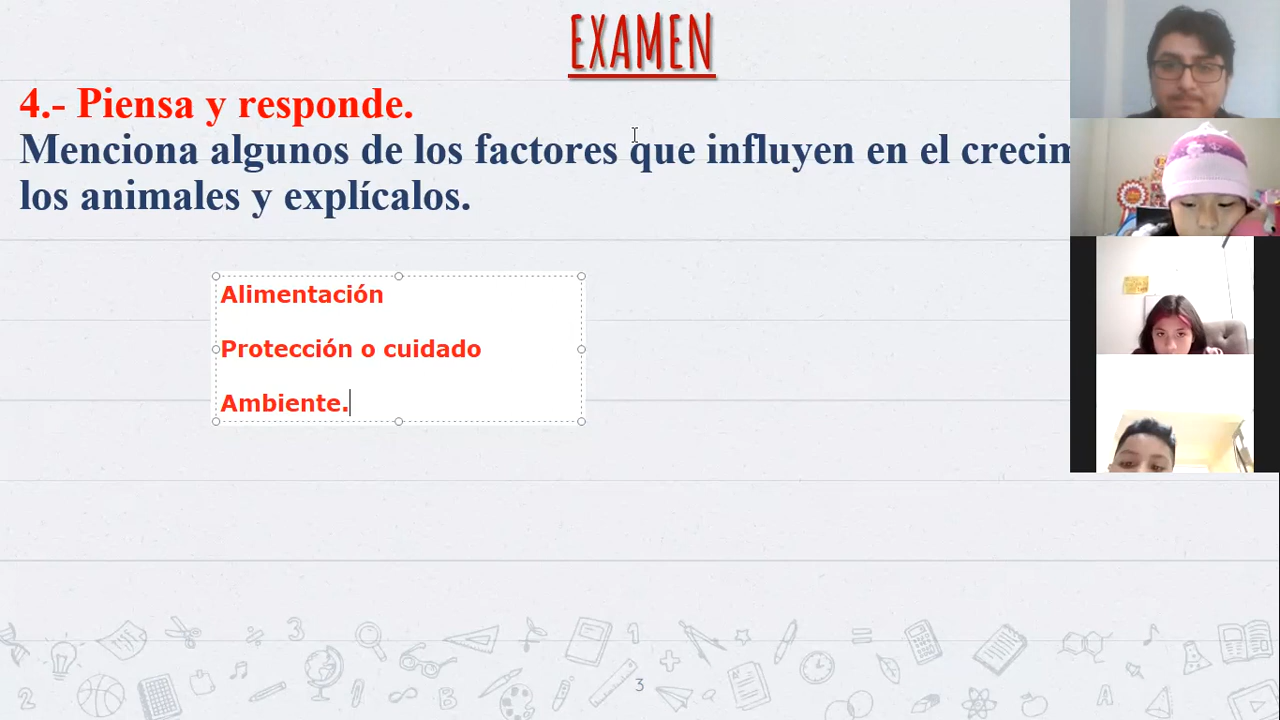 EXAMEN
4.- Piensa y responde.
Menciona algunos de los factores que influyen en el
los animales y explícalos.
Alimentación
Protección o cuidado
Ambiente.
3